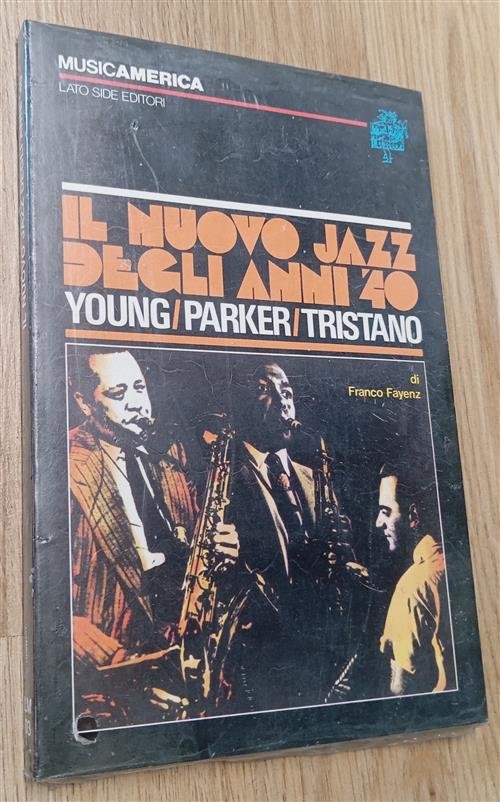 MUSICAMERICA
LATO SIDE EDITORI
IL NUOVO JAZZ
DEGLI ANNI '40
YOUNG/PARKER/TRISTANO
di
Franco Fayenz